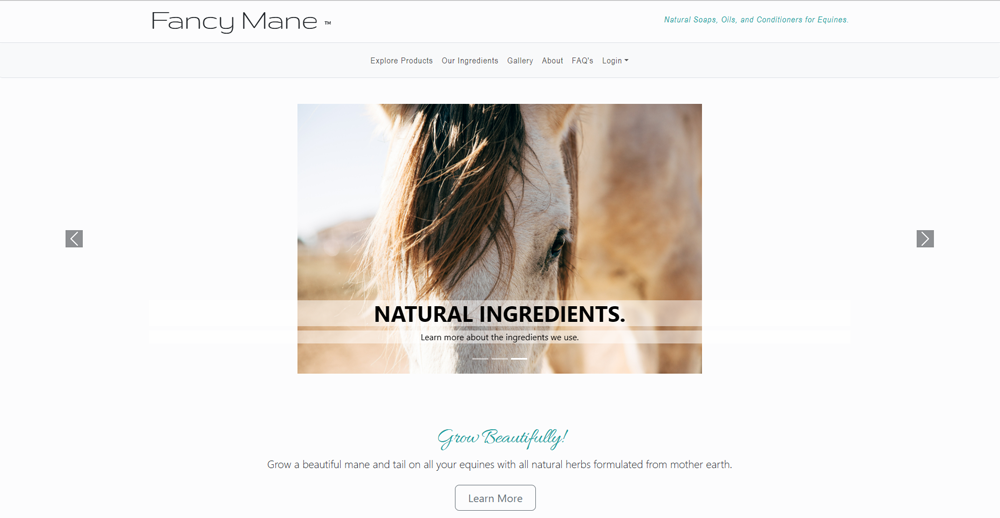 Fancy Mane ™
Natural Soaps, Oils, and Conditioners for Equines.
Explore Products Our Ingredients Gallery About FAQ's Login
NATURAL INGREDIENTS.
Learn more about the ingredients we use.
Grow Beautifully!
Grow a beautiful mane and tail on all your equines with all natural herbs formulated from mother earth.
Learn More